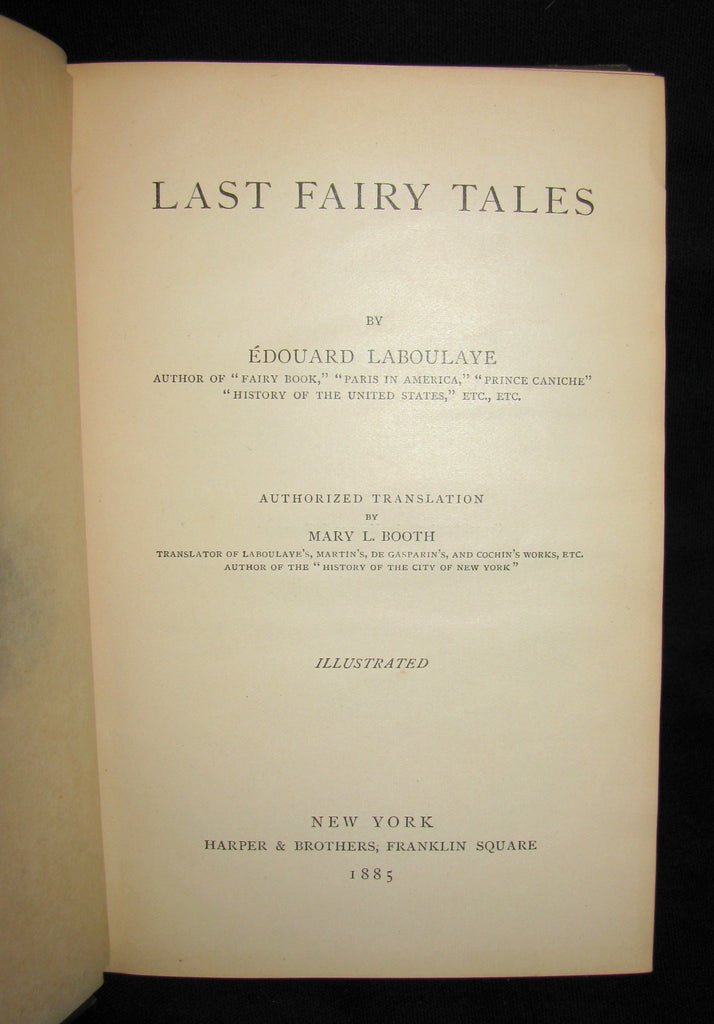 LAST FAIRY TALES
BY
ÉDOUARD LABOULAYE
AUTHOR OF "FAIRY BOOK," "PARIS IN AMERICA," "PRINCE CANICHE"
"HISTORY OF THE UNITED STATES," ETC., ETC.
AUTHORIZED TRANSLATION
BY
MARY L. BOOTH
TRANSLATOR OF LABOULAYE'S, MARTIN'S, DE GASPARIN'S, AND COCHIN'S WORKS, ETC.
AUTHOR OF THE "HISTORY OF THE CITY OF NEW YORK"
ILLUSTRATED
NEW YORK
HARPER & BROTHERS, FRANKLIN SQUARE
1885